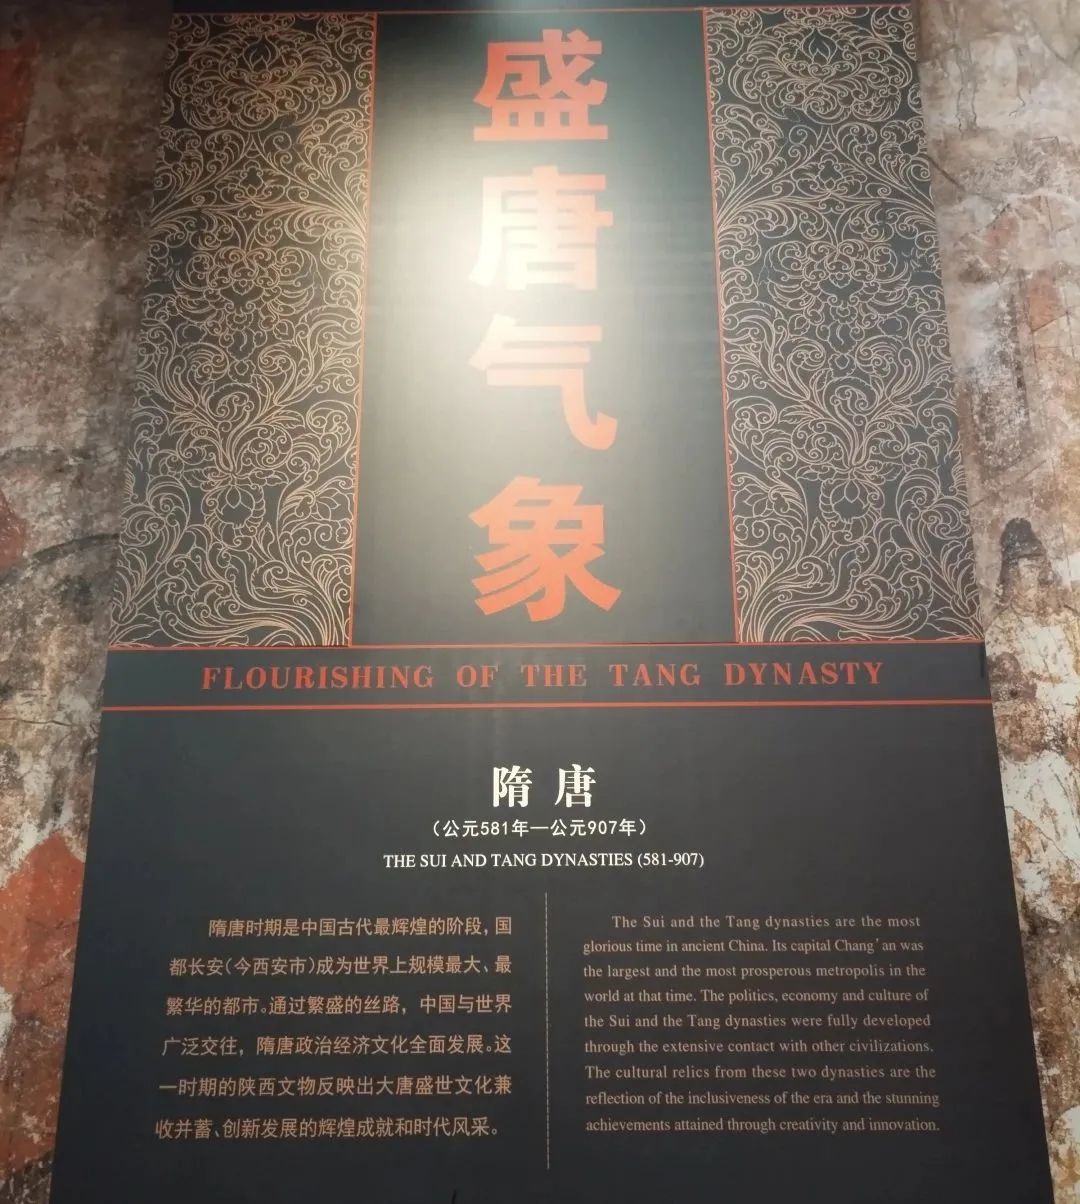 盛唐气象
FLOURISHING OF THE TANG DYNASTY
隋 唐
（公元581年—公元907年）
THE SUI AND TANG DYNASTIES (581-907)
隋唐时期是中国古代最辉煌的阶段，国
都长安（今西安市）成为世界上规模最大、最
繁华的都市。通过繁盛的丝路，中国与世界
广泛交往，隋唐政治经济文化全面发展。这
一时期的陕西文物反映出大唐盛世文化兼
收并蓄、创新发展的辉煌成就和时代风采。
The Sui and the Tang dynasties are the most
glorious time in ancient China. Its capital Chang’an was
the largest and the most prosperous metropolis in the
world at that time. The politics, economy and culture of
the Sui and the Tang dynasties were fully developed
through the extensive contact with other civilizations.
The cultural relics from these two dynasties are the
reflection of the inclusiveness of the era and the stunning
achievements attained through creativity and innovation.